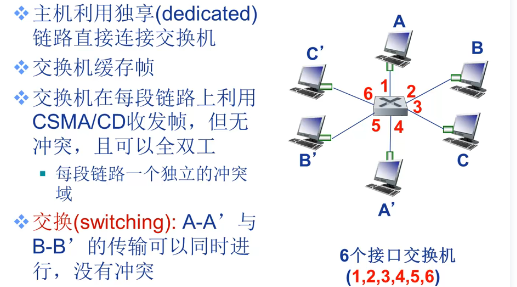 主机利用独享(dedicated)
链路直接连接交换机
交换机缓存帧
交换机在每段链路上利用
CSMA/CD收发帧，但无
冲突，且可以全双工
每段链路一个独立的冲突
域
交换(switching): A-A’与
B-B’的传输可以同时进
行，没有冲突
A
B
C’
1
2
6
3
5
4
B’
C
A’
6个接口交换机
(1,2,3,4,5,6)